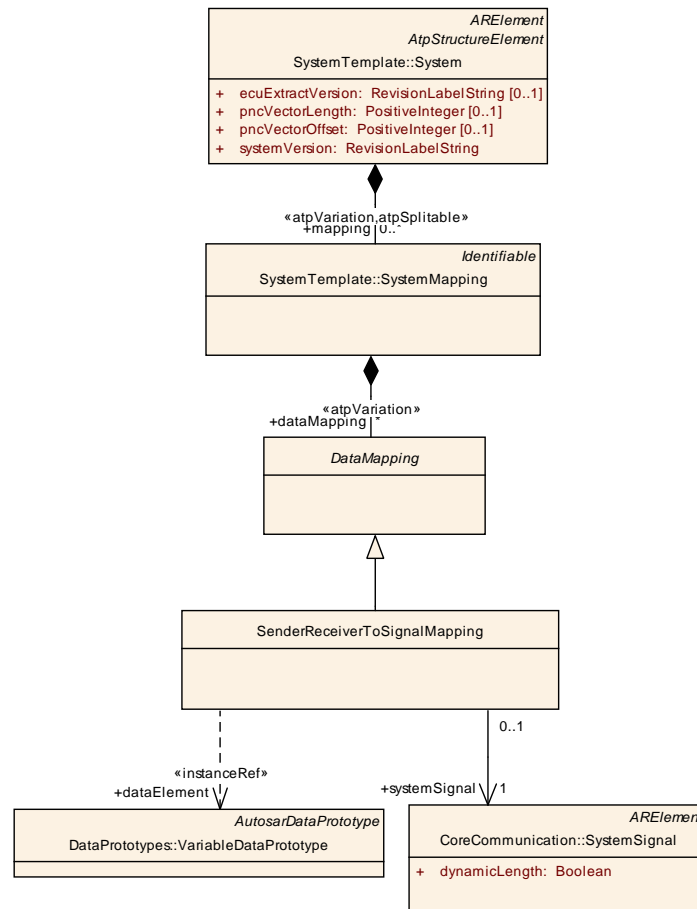 ARElement
AtpStructureElement
SystemTemplate::System
+ ecuExtractVersion: RevisionLabelString [0..1]
+ pncVectorLength: PositiveInteger [0..1]
+ pncVectorOffset: PositiveInteger [0..1]
+ systemVersion: RevisionLabelString
«atpVariation,atpSplitable»
+mapping 0..*
Identifiable
SystemTemplate::SystemMapping
«atpVariation»
+dataMapping *
DataMapping
SenderReceiverToSignalMapping
0..1
«instanceRef»
+dataElement
+systemSignal 1
AutosarDataPrototype
DataPrototypes::VariableDataPrototype
ARElement
CoreCommunication::SystemSignal
+ dynamicLength: Boolean